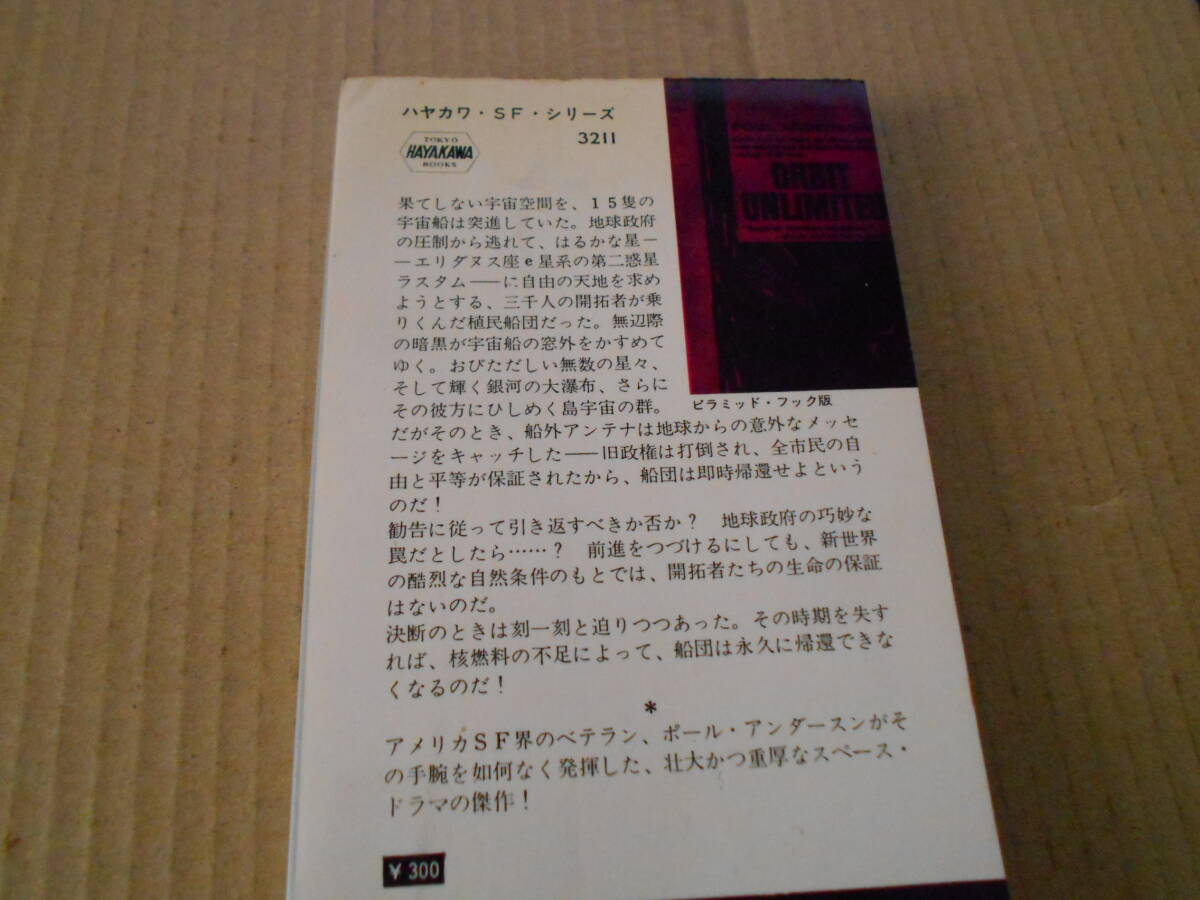 ハヤカワ・SF・シリーズ
3211
TOKYO
HAYAKAWA
BOOKS
ORBIT
UNLIMITED
ピラミッド・フック版
果てしない宇宙空間を、15隻の
宇宙船は突進していた。地球政府
の圧制から逃れて、はるかな星―
―エリダヌス座e星系の第二惑星
ラスタム――に自由の天地を求め
ようとする、三千人の開拓者が乗
りくんだ植民船団だった。無辺際
の暗黒が宇宙船の窓外をかすめて
ゆく。おびただしい無数の星々、
そして輝く銀河の大瀑布、さらに
その彼方にひしめく島宇宙の群。
だがそのとき、船外アンテナは地球からの意外なメッセ
ージをキャッチした――旧政権は打倒され、全市民の自
由と平等が保証されたから、船団は即時帰還せよという
のだ！
勧告に従って引き返すべきか否か？　地球政府の巧妙な
罠だとしたら……？　前進をつづけるにしても、新世界
の酷烈な自然条件のもとでは、開拓者たちの生命の保証
はないのだ。
決断のときは刻一刻と迫りつつあった。その時期を失す
れば、核燃料の不足によって、船団は永久に帰還できな
くなるのだ！
*
アメリカSF界のベテラン、ポール・アンダースンがそ
の手腕を如何なく発揮した、壮大かつ重厚なスペース・
ドラマの傑作！
¥300